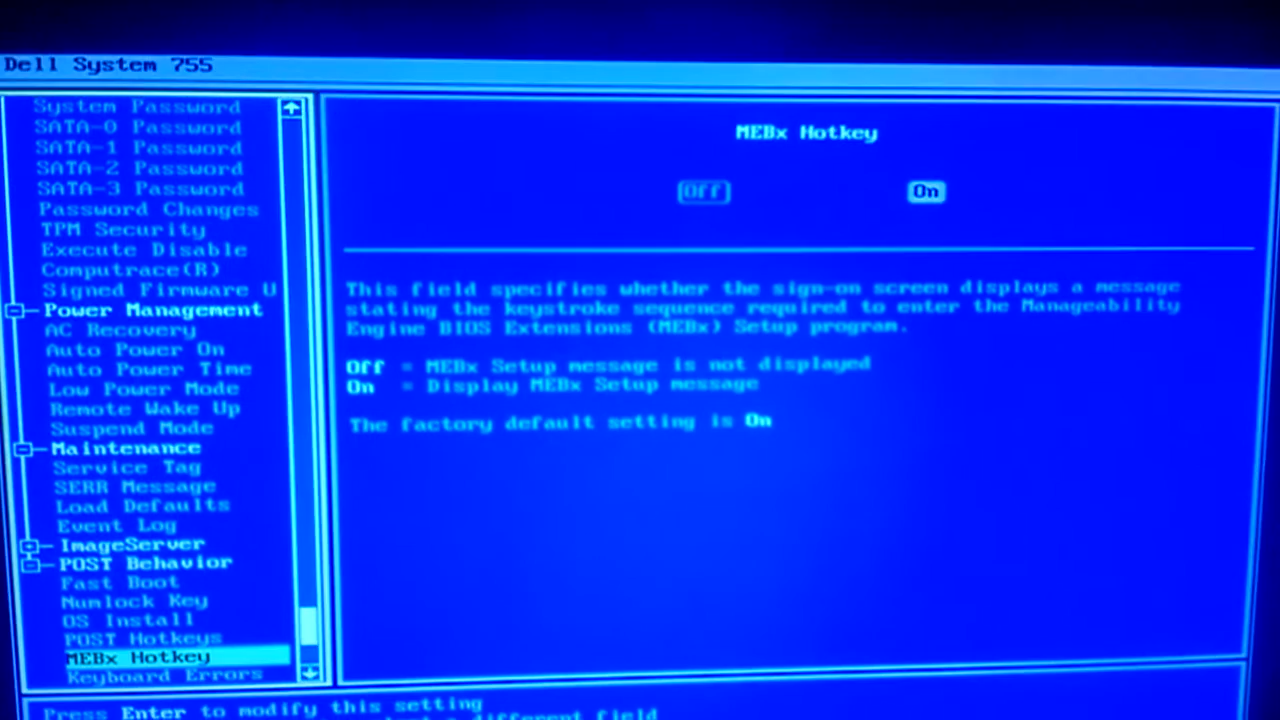 Dell System 755
System Password
SATA-0 Password
SATA-1 Password
SATA-2 Password
SATA-3 Password
Password Changes
TPM Security
Execute Disable
Computrace(R)
Signed Firmware U
Power Management
AC Recovery
Auto Power On
Auto Power Time
Low Power Mode
Remote Wake Up
Suspend Mode
Maintenance
Service Tag
SERR Message
Load Defaults
Event Log
ImageServer
POST Behavior
Fast Boot
Numlock Key
OS Install
POST Hotkeys
MEBx Hotkey
Keyboard Errors
MEBx Hotkey
Off On
This field specifies whether the sign-on screen displays a message
stating the keystroke sequence required to enter the Manageability
Engine BIOS Extensions (MEBx) Setup program.
Off = MEBx Setup message is not displayed
On = Display MEBx Setup message
The factory default setting is On
Press Enter to modify this setting
a different field